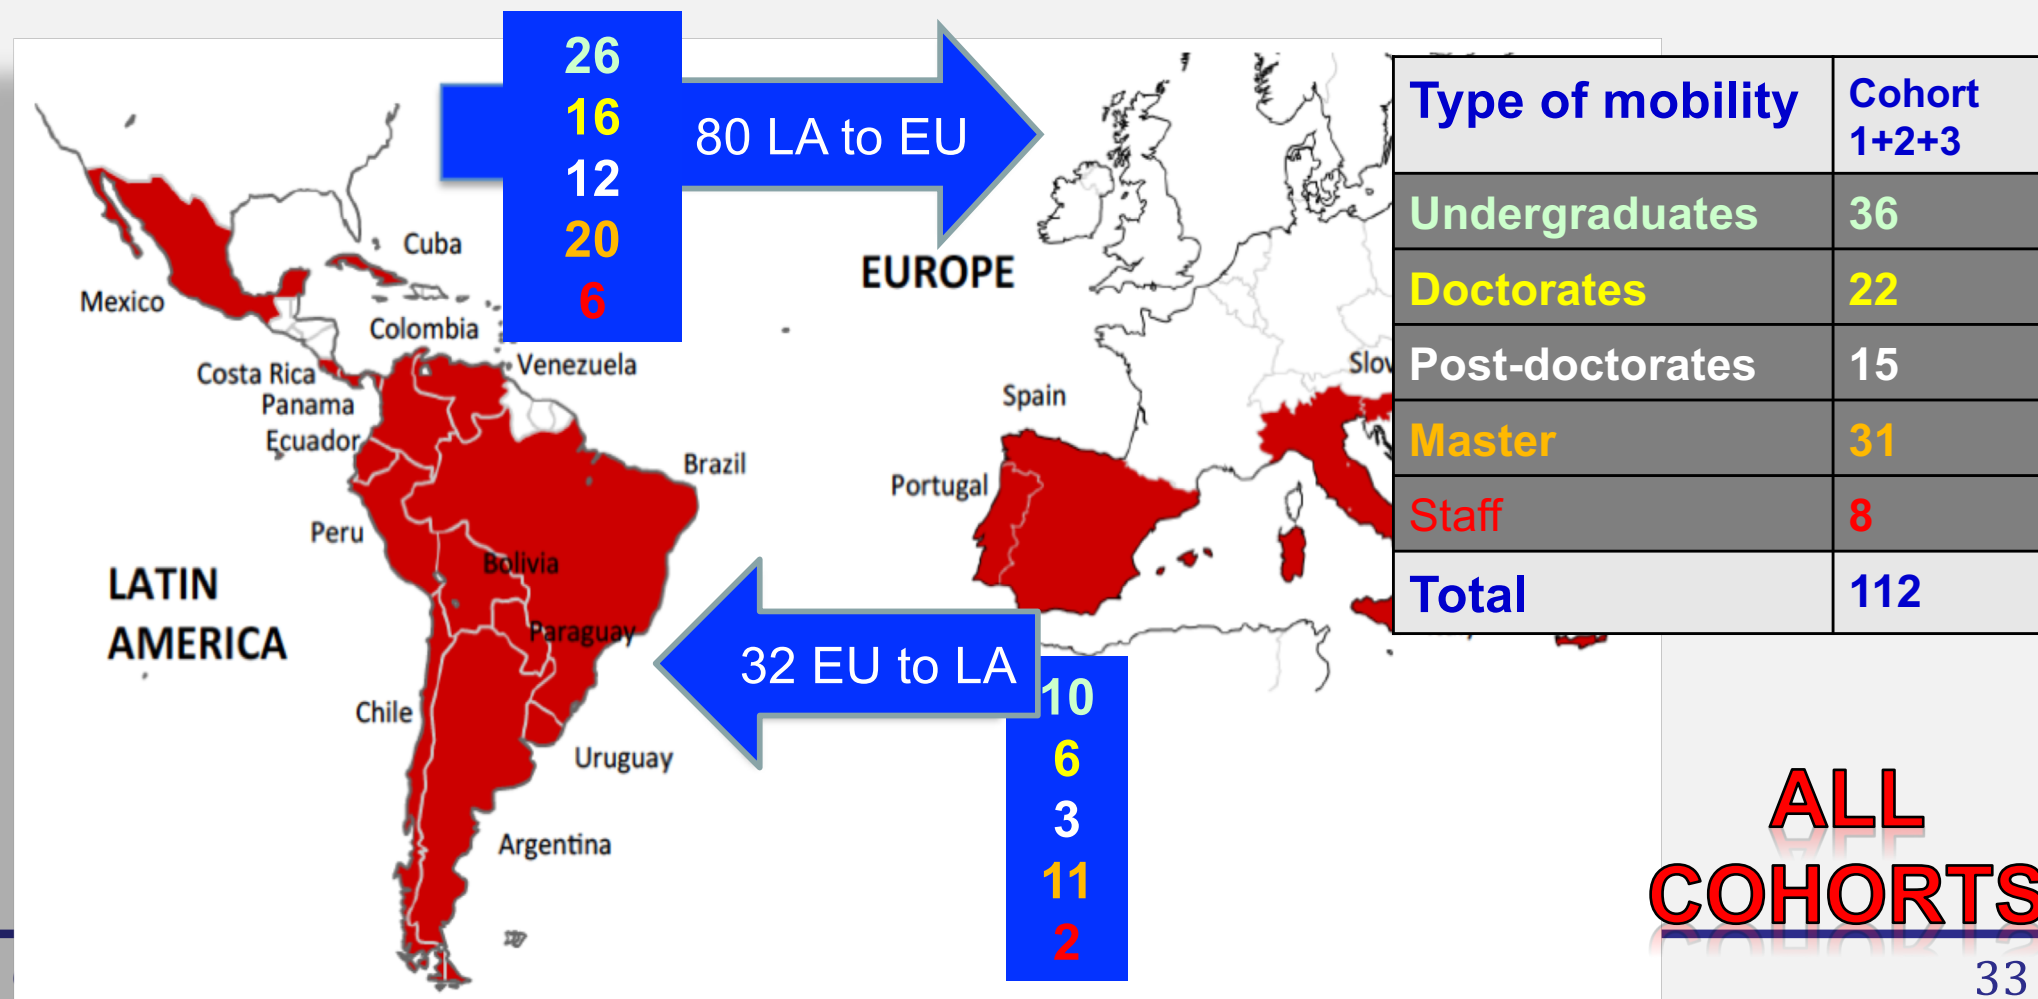 26
16
12
20
6
80 LA to EU
Type of mobility
Cohort
1+2+3
Undergraduates 36
Doctorates 22
Post-doctorates 15
Master 31
Staff 8
Total 112
Cuba
Mexico
Colombia
Venezuela
Costa Rica
Panama
Ecuador
Brazil
Peru
Bolivia
Paraguay
LATIN
AMERICA
Chile
Uruguay
Argentina
EUROPE
Spain
Portugal
Slov
32 EU to LA
10
6
3
11
2
ALL
COHORTS
33